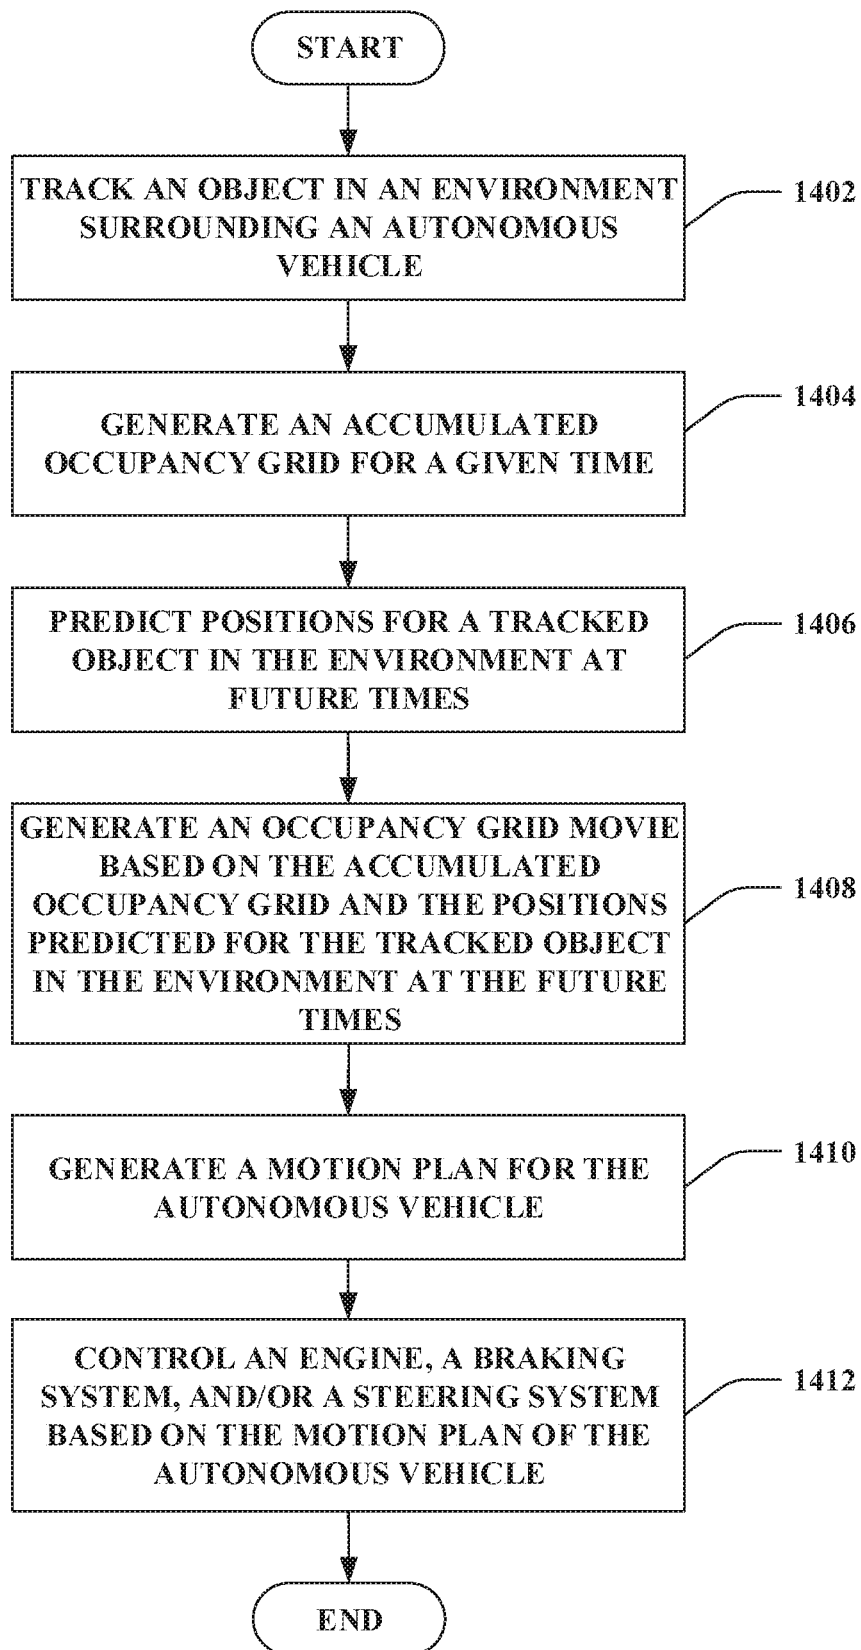 START
TRACK AN OBJECT IN AN ENVIRONMENT
SURROUNDING AN AUTONOMOUS
VEHICLE
1402
GENERATE AN ACCUMULATED
OCCUPANCY GRID FOR A GIVEN TIME
1404
PREDICT POSITIONS FOR A TRACKED
OBJECT IN THE ENVIRONMENT AT
FUTURE TIMES
1406
GENERATE AN OCCUPANCY GRID MOVIE
BASED ON THE ACCUMULATED
OCCUPANCY GRID AND THE POSITIONS
PREDICTED FOR THE TRACKED OBJECT
IN THE ENVIRONMENT AT THE FUTURE
TIMES
1408
GENERATE A MOTION PLAN FOR THE
AUTONOMOUS VEHICLE
1410
CONTROL AN ENGINE, A BRAKING
SYSTEM, AND/OR A STEERING SYSTEM
BASED ON THE MOTION PLAN OF THE
AUTONOMOUS VEHICLE
1412
END